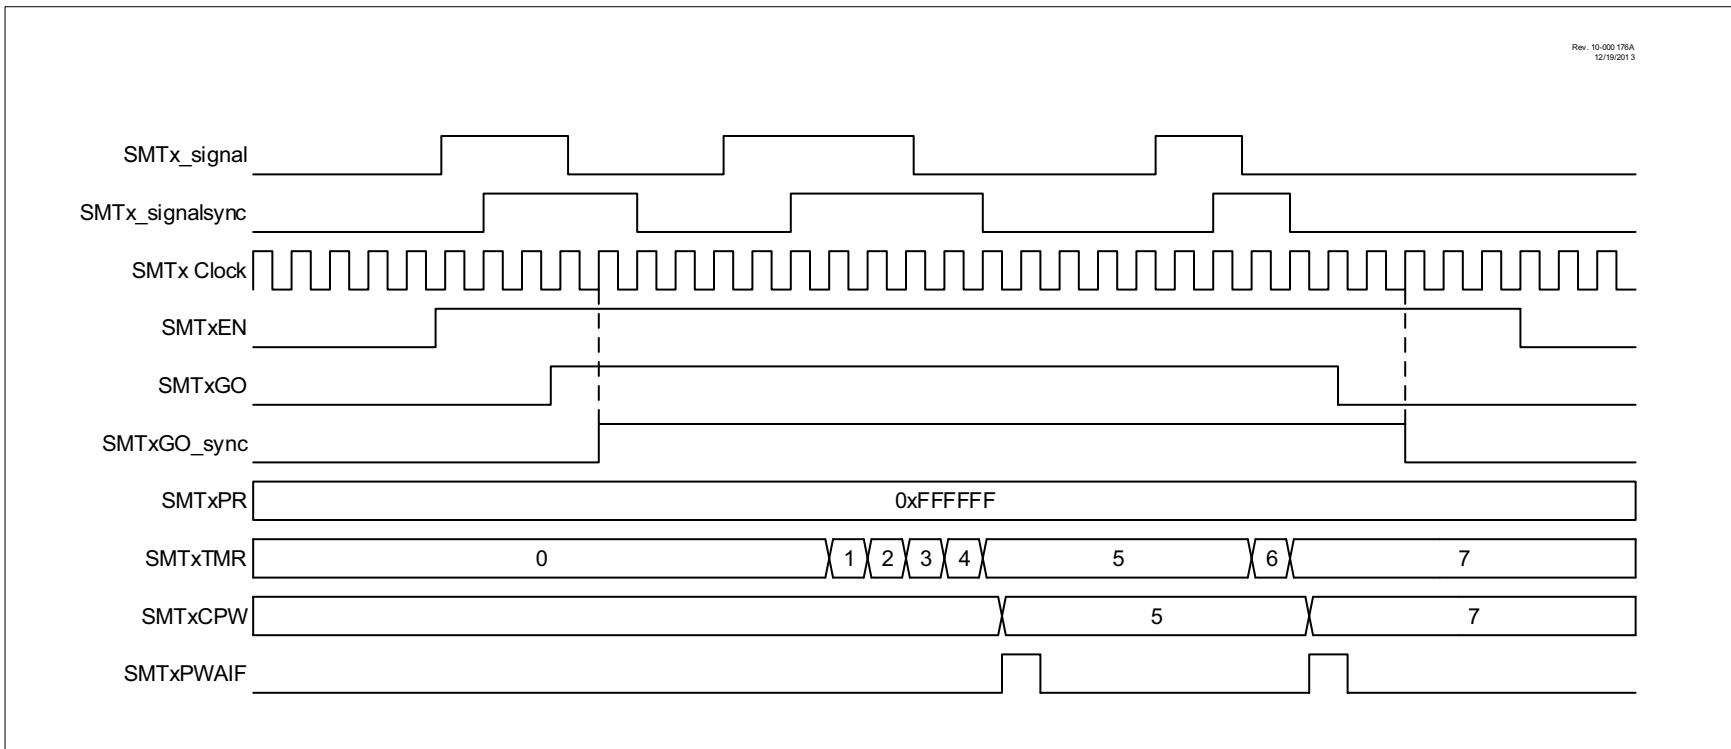 Rev. 10-000 176A
12/19/201 3
SMTx_signal
SMTx_signalsync
SMTx Clock
SMTxEN
SMTxGO
SMTxGO_sync
SMTxPR 0xFFFFFF
SMTxTMR 0 1 2 3 4 5 6 7
SMTxCPW 5 7
SMTxPWAIF